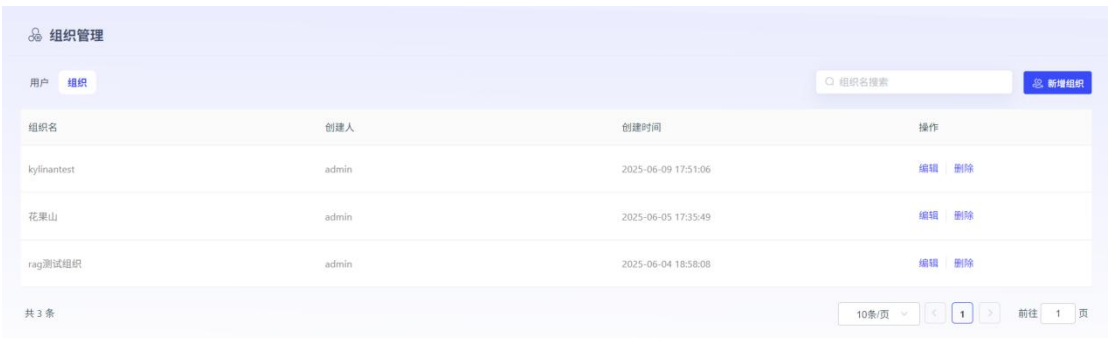 组织管理
用户 组织 组织名搜索 新增组织
组织名 创建人 创建时间 操作
kylinantest admin 2025-06-09 17:51:06 编辑 删除
花果山 admin 2025-06-05 17:35:49 编辑 删除
rag测试组织 admin 2025-06-04 18:58:08 编辑 删除
共 3 条 10条/页 1 前往 1 页